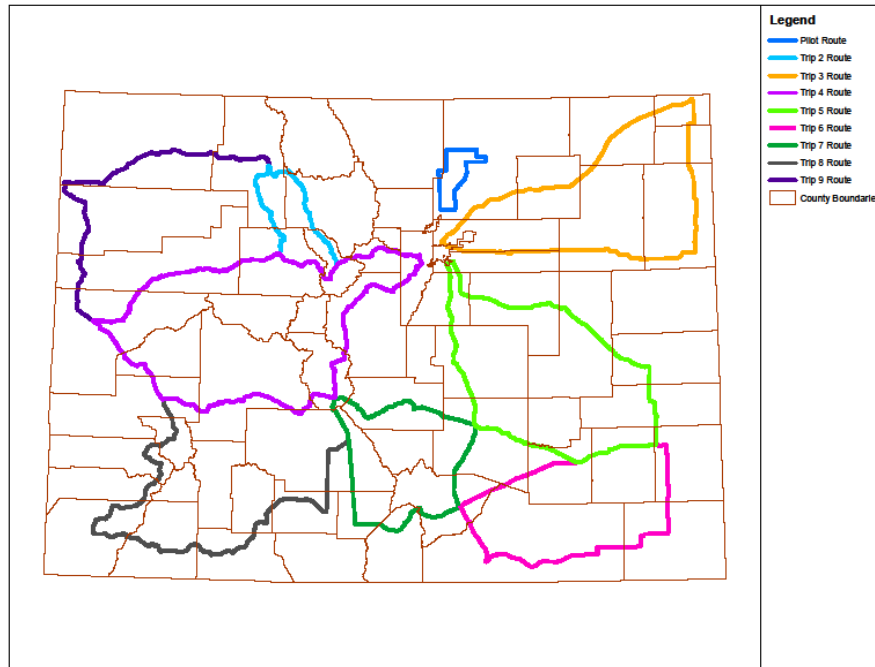 Legend
Pilot Route
Trip 2 Route
Trip 3 Route
Trip 4 Route
Trip 5 Route
Trip 6 Route
Trip 7 Route
Trip 8 Route
Trip 9 Route
County Boundarie